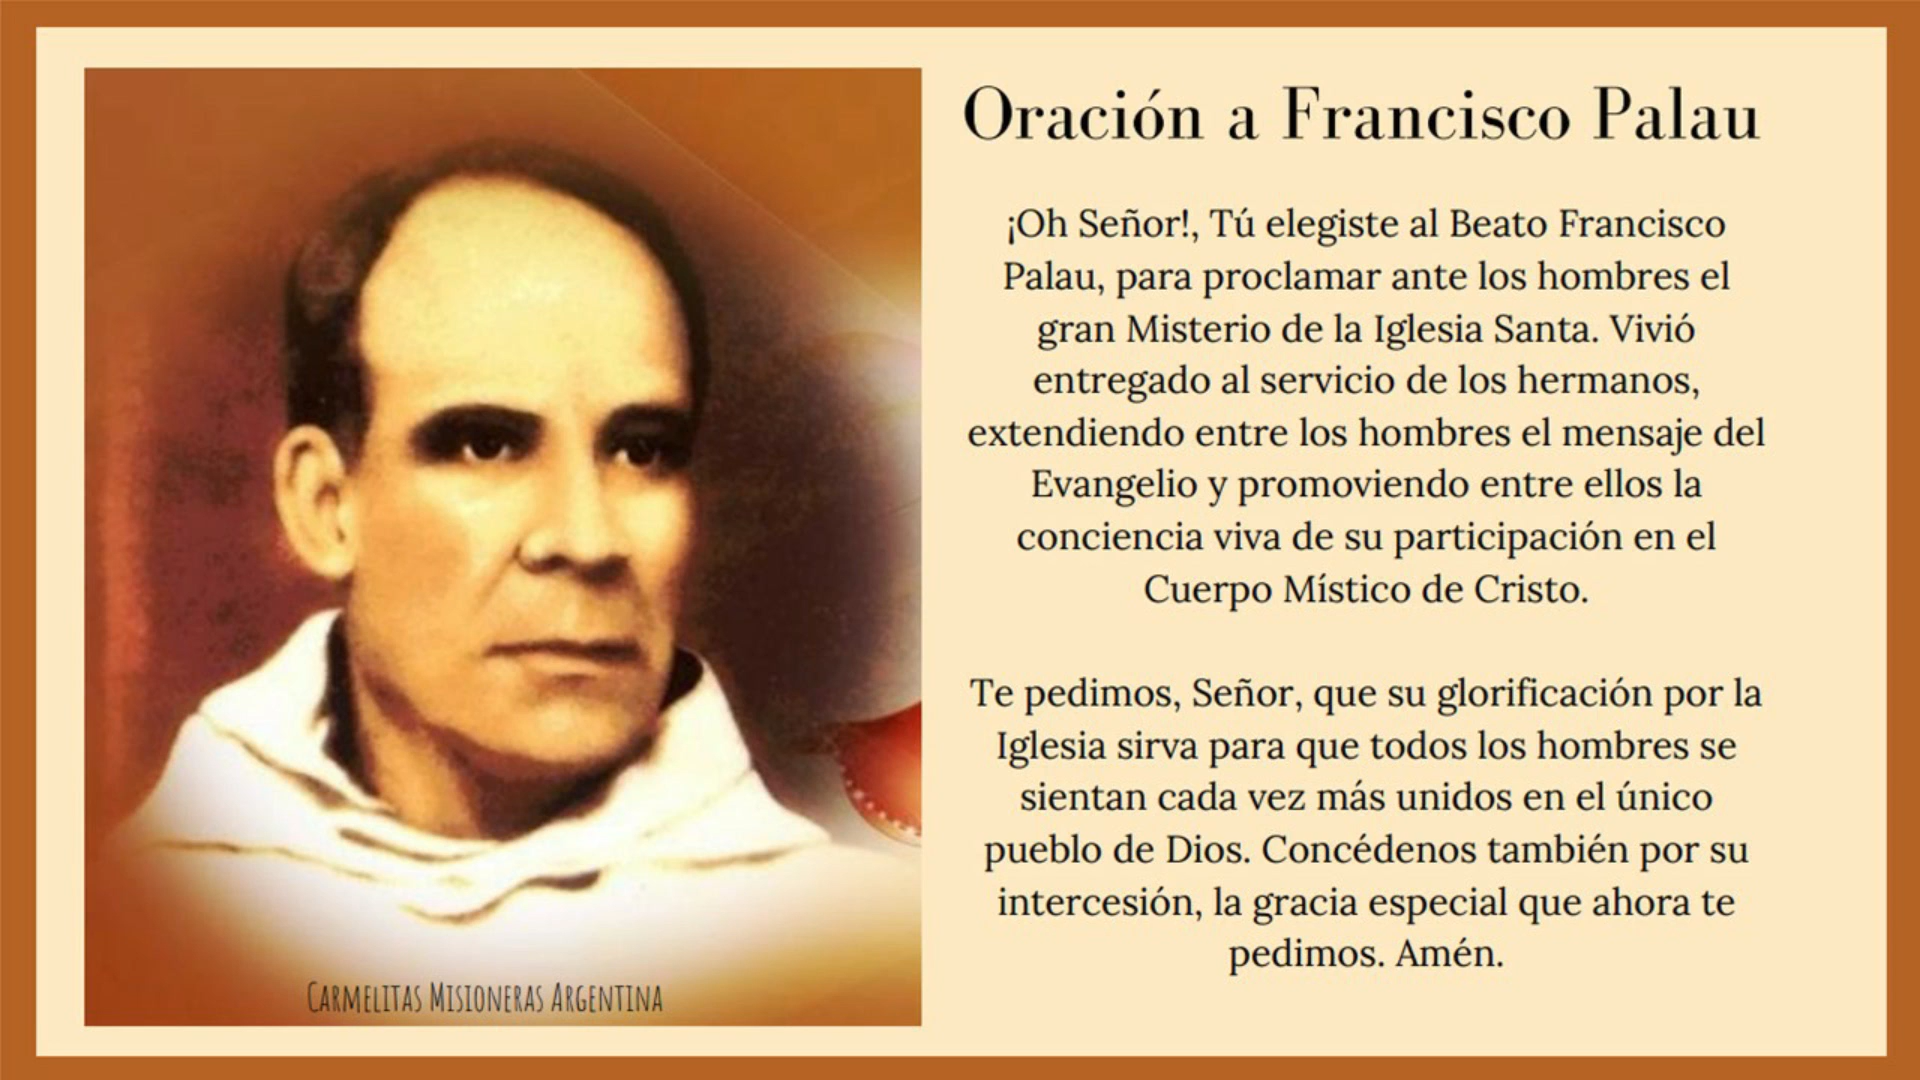 Oración a Francisco Palau
¡Oh Señor!, Tú elegiste al Beato Francisco
Palau, para proclamar ante los hombres el
gran Misterio de la Iglesia Santa. Vivió
entregado al servicio de los hermanos,
extendiendo entre los hombres el mensaje del
Evangelio y promoviendo entre ellos la
conciencia viva de su participación en el
Cuerpo Místico de Cristo.
Te pedimos, Señor, que su glorificación por la
Iglesia sirva para que todos los hombres se
sientan cada vez más unidos en el único
pueblo de Dios. Concédenos también por su
intercesión, la gracia especial que ahora te
pedimos. Amén.
CARMELITAS MISIONERAS ARGENTINA